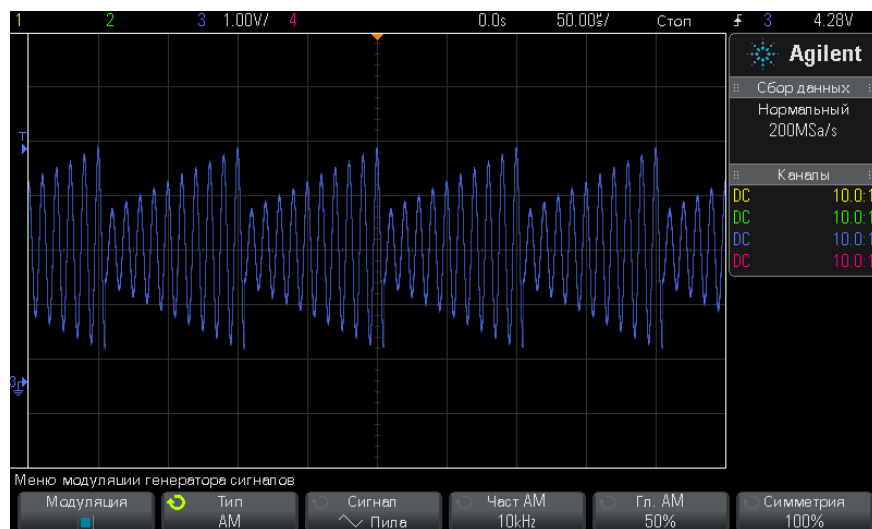 1 2 3 1.00V/ 4 0.0s 50.00µs/ Стоп 3 4.28V
Agilent
Сбор данных
Нормальный
200MSa/s
Каналы
DC 10.0:1
DC 10.0:1
DC 10.0:1
DC 10.0:1
T
3
Меню модуляции генератора сигналов
Модуляция
Тип
AM
Сигнал
Пила
Част AM
10kHz
Гл. AM
50%
Симметрия
100%